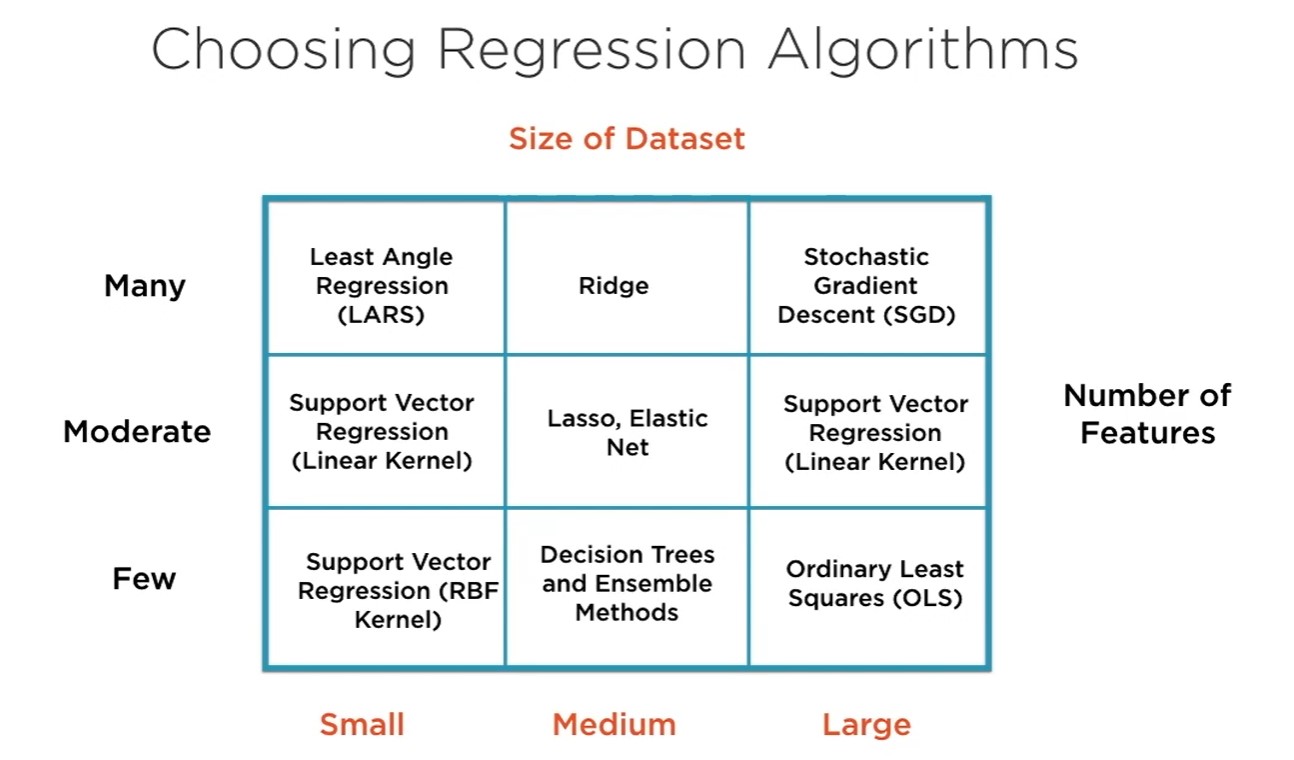 Choosing Regression Algorithms
Size of Dataset
Many
Least Angle
Regression
(LARS)
Ridge
Stochastic
Gradient
Descent (SGD)
Moderate
Support Vector
Regression
(Linear Kernel)
Lasso, Elastic
Net
Support Vector
Regression
(Linear Kernel)
Number of
Features
Few
Support Vector
Regression (RBF
Kernel)
Decision Trees
and Ensemble
Methods
Ordinary Least
Squares (OLS)
Small
Medium
Large